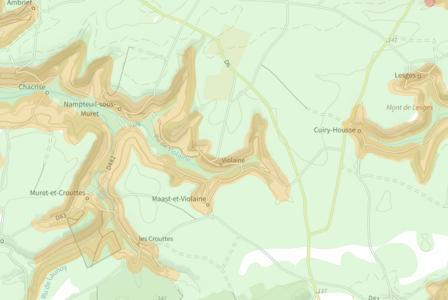 Ambrief
Lesges
Chacrise
Mont de Lesges
Nampteuil-sous-
Muret
Cuiry-Housse
Violaine
D482
Muret-et-Crouttes
Maast-et-Violaine
D83
les Crouttes